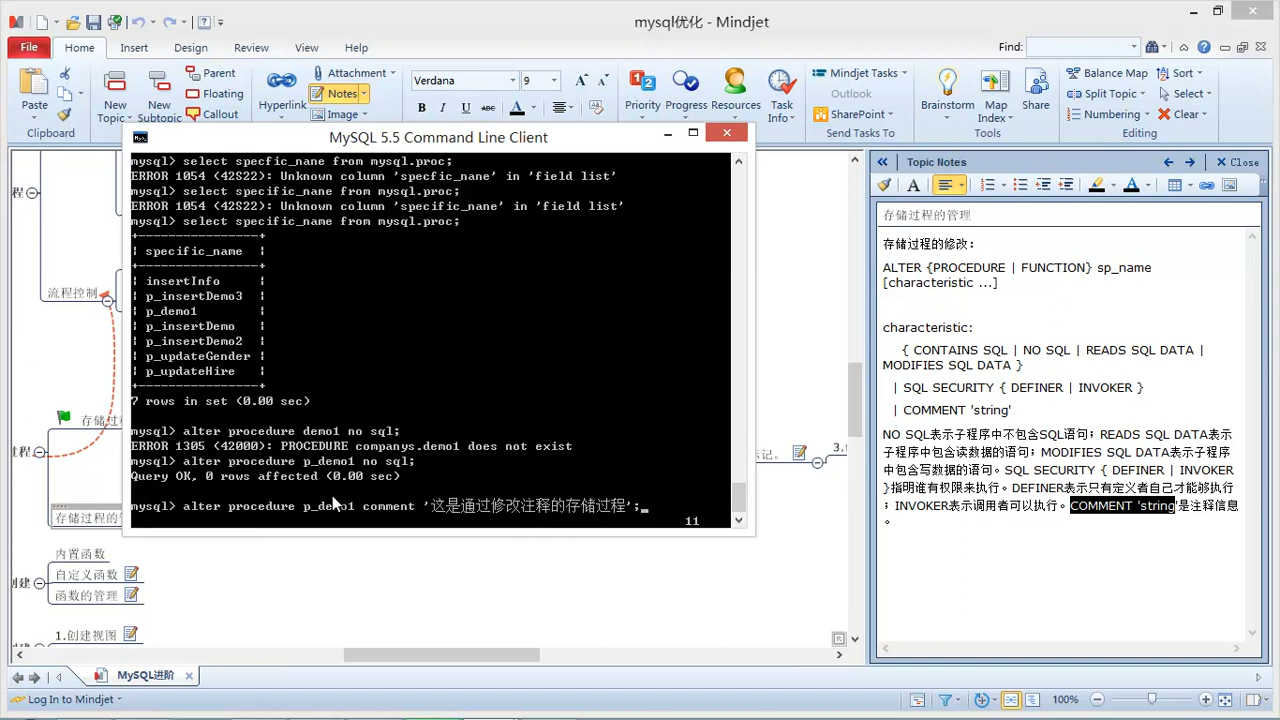 mysql优化 - Mindjet
File Home Insert Design Review View Help Find:
Paste
Clipboard
New Topic
New Subtopic
Parent
Floating
Callout
Hyperlink
Attachment
Notes
Image
Verdana 9
B I U abc A
Priority
Progress
Resources
Task Info
Mindjet Tasks
Outlook
SharePoint
Send Tasks To
Brainstorm
Map Index
Share
Tools
Balance Map
Split Topic
Numbering
Sort
Select
Clear
Editing
MySQL 5.5 Command Line Client
mysql> select specfic_nane from mysql.proc;
ERROR 1054 (42S22): Unknown column 'specfic_nane' in 'field list'
mysql> select specific_nane from mysql.proc;
ERROR 1054 (42S22): Unknown column 'specific_nane' in 'field list'
mysql> select specific_name from mysql.proc;
+----------------+
| specific_name |
+----------------+
| insertInfo |
| p_insertDemo3 |
| p_demo1 |
| p_insertDemo |
| p_insertDemo2 |
| p_updateGender |
| p_updateHire |
+----------------+
7 rows in set (0.00 sec)
mysql> alter procedure demo1 no sql;
ERROR 1305 (42000): PROCEDURE companys.demo1 does not exist
mysql> alter procedure p_demo1 no sql;
Query OK, 0 rows affected (0.00 sec)
mysql> alter procedure p_demo1 comment '这是通过修改注释的存储过程';_
11
程
流程控制
存储过程
过程.
存储过程的管
内置函数
自定义函数
创建
函数的管理
1.创建视图
创建
标记。
3.
Topic Notes
Close
存储过程的管理
存储过程的修改：
ALTER {PROCEDURE | FUNCTION} sp_name
[characteristic ...]
characteristic:
{ CONTAINS SQL | NO SQL | READS SQL DATA |
MODIFIES SQL DATA }
| SQL SECURITY { DEFINER | INVOKER }
| COMMENT 'string'
NO SQL表示子程序中不包含SQL语句；READS SQL DATA表示
子程序中包含读数据的语句；MODIFIES SQL DATA表示子程序
中包含写数据的语句。SQL SECURITY { DEFINER | INVOKER
}指明谁有权限来执行。DEFINER表示只有定义者自己才能够执行
；INVOKER表示调用者可以执行。COMMENT 'string'是注释信息
。
MySQL进阶
Log In to Mindjet
100%